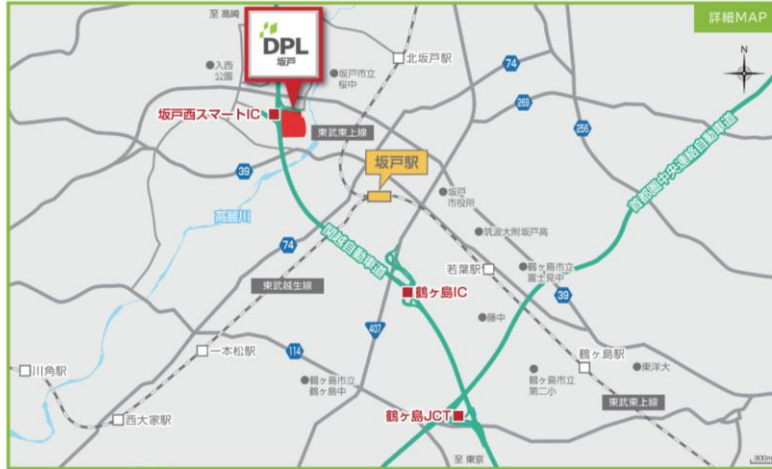 詳細MAP
至 高崎
DPL
坂戸
N
北坂戸駅
入西
公園
坂戸市立
桜中
74
269
256
坂戸西スマートIC
東武東上線
首都圏中央連絡自動車道
39
坂戸駅
坂戸
市役所
高麗川
筑波大附坂戸高
74
関越自動車道
若葉駅
鶴ヶ島市立
富士見中
東武越生線
鶴ヶ島IC
39
407
藤中
一本松駅
114
鶴ヶ島駅
川角駅
東洋大
鶴ヶ島市立
鶴ヶ島中
鶴ヶ島市立
第二小
西大家駅
鶴ヶ島JCT
東武東上線
至 東京
300m